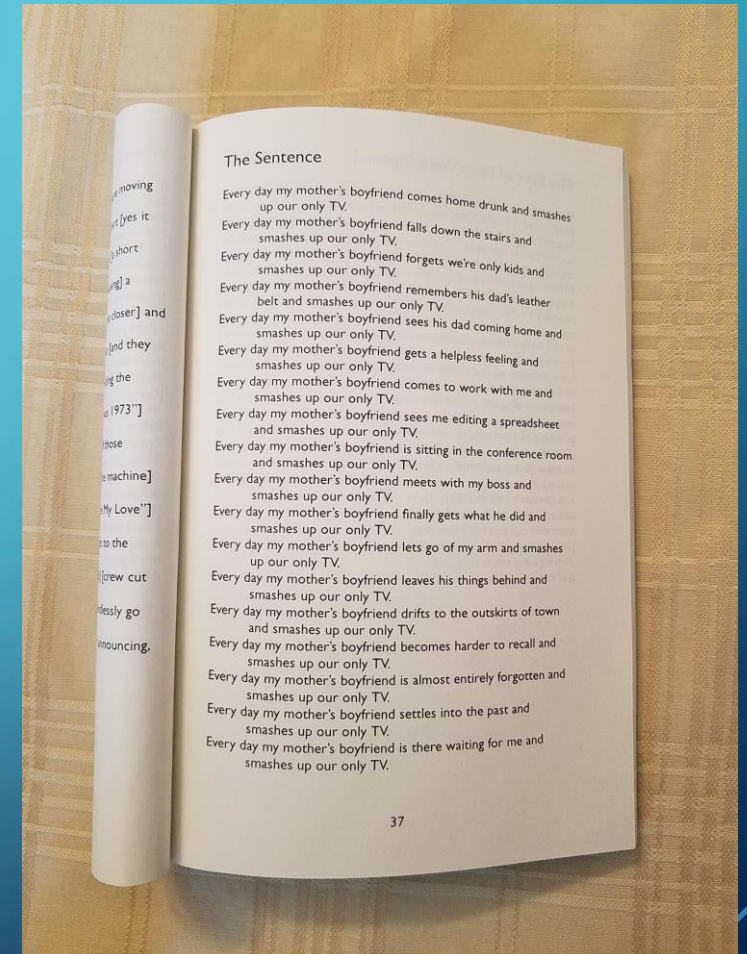 moving
[yes it
short
a
closer] and
[and they
the
1973"]
those
machine]
My Love"]
to the
[crew cut
go
announcing,
The Sentence
Every day my mother's boyfriend comes home drunk and smashes
up our only TV.
Every day my mother's boyfriend falls down the stairs and
smashes up our only TV.
Every day my mother's boyfriend forgets we're only kids and
smashes up our only TV.
Every day my mother's boyfriend remembers his dad's leather
belt and smashes up our only TV.
Every day my mother's boyfriend sees his dad coming home and
smashes up our only TV.
Every day my mother's boyfriend gets a helpless feeling and
smashes up our only TV.
Every day my mother's boyfriend comes to work with me and
smashes up our only TV.
Every day my mother's boyfriend sees me editing a spreadsheet
and smashes up our only TV.
Every day my mother's boyfriend is sitting in the conference room
and smashes up our only TV.
Every day my mother's boyfriend meets with my boss and
smashes up our only TV.
Every day my mother's boyfriend finally gets what he did and
smashes up our only TV.
Every day my mother's boyfriend lets go of my arm and smashes
up our only TV.
Every day my mother's boyfriend leaves his things behind and
smashes up our only TV.
Every day my mother's boyfriend drifts to the outskirts of town
and smashes up our only TV.
Every day my mother's boyfriend becomes harder to recall and
smashes up our only TV.
Every day my mother's boyfriend is almost entirely forgotten and
smashes up our only TV.
Every day my mother's boyfriend settles into the past and
smashes up our only TV.
Every day my mother's boyfriend is there waiting for me and
smashes up our only TV.
37